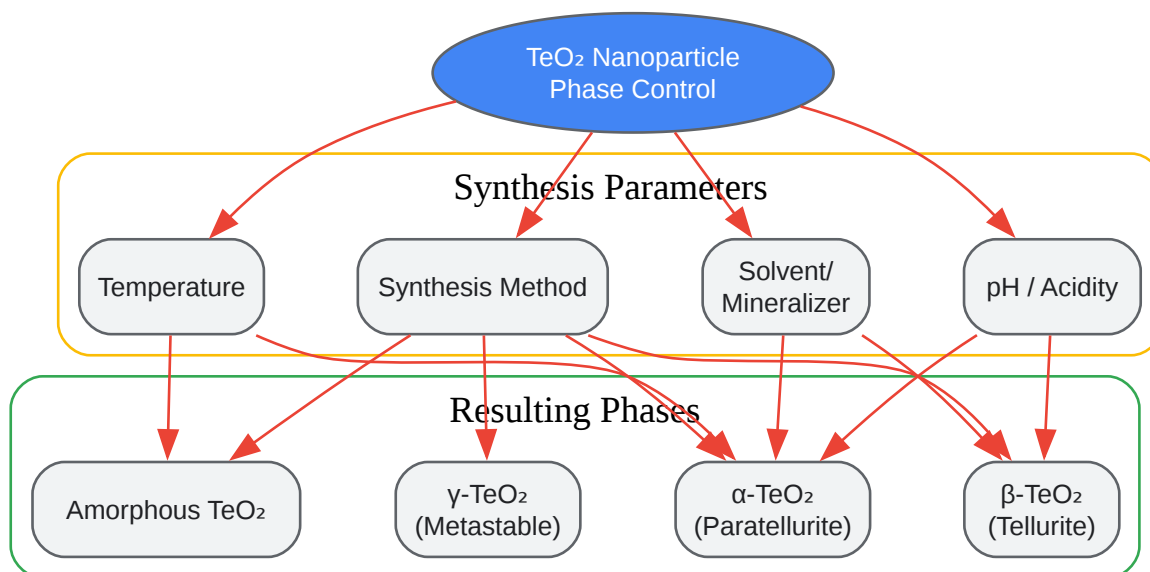 TeO₂ Nanoparticle
Phase Control
Synthesis Parameters
Temperature
Synthesis Method
Solvent/
Mineralizer
pH / Acidity
Resulting Phases
Amorphous TeO₂
γ-TeO₂
(Metastable)
α-TeO₂
(Paratellurite)
β-TeO₂
(Tellurite)